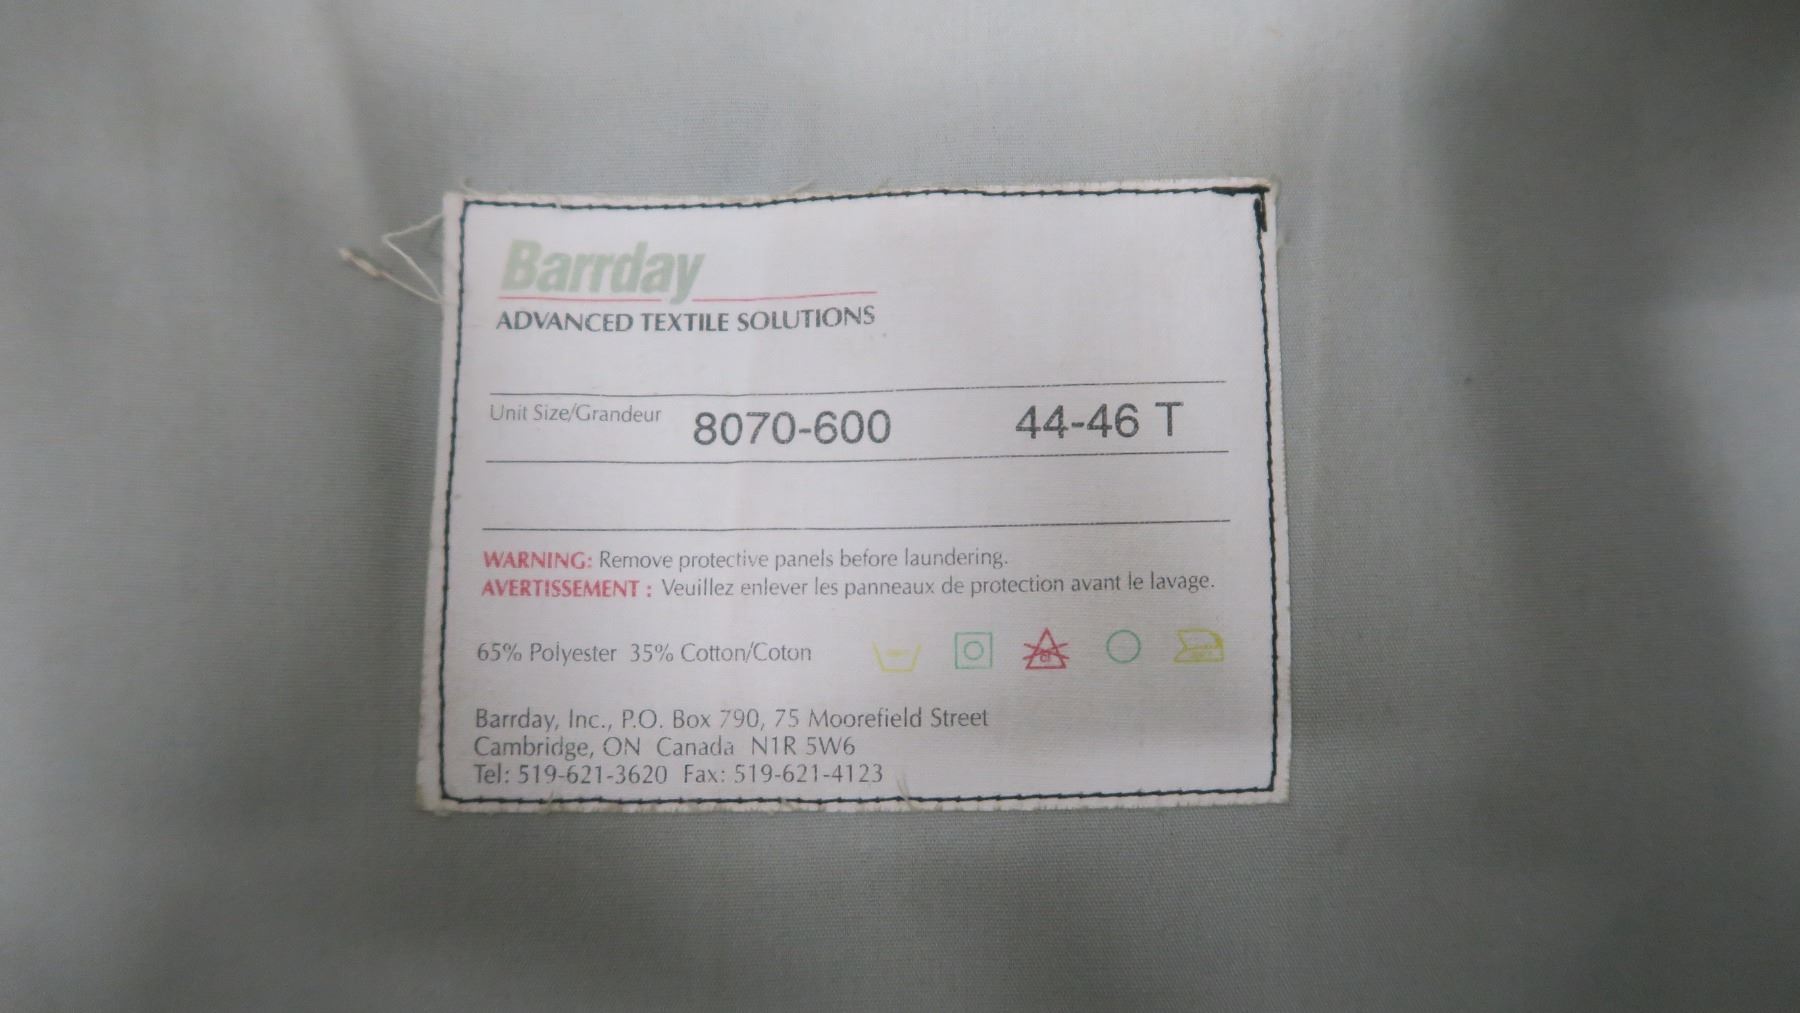 Barrday
ADVANCED TEXTILE SOLUTIONS
Unit Size/Grandeur 8070-600 44-46 T
WARNING: Remove protective panels before laundering.
AVERTISSEMENT : Veuillez enlever les panneaux de protection avant le lavage.
65% Polyester 35% Cotton/Coton
Barrday, Inc., P.O. Box 790, 75 Moorefield Street
Cambridge, ON Canada N1R 5W6
Tel: 519-621-3620 Fax: 519-621-4123